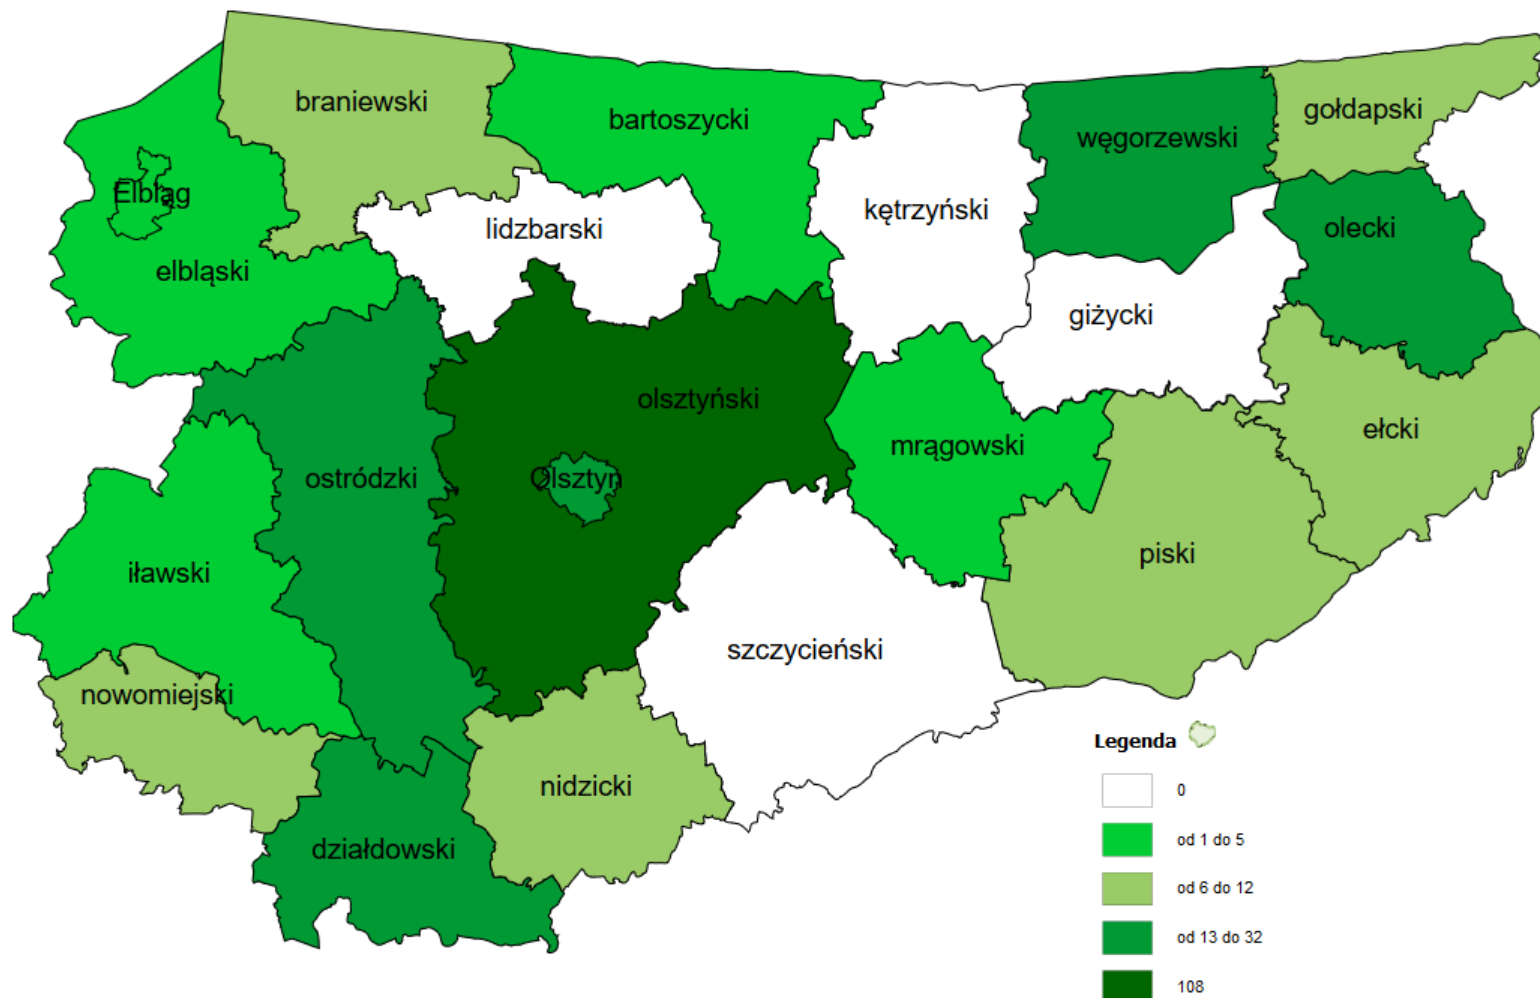 braniewski
bartoszycki
gołdapski
węgorzewski
Elbląg
kętrzyński
lidzbarski
olecki
elbląski
giżycki
olsztyński
ełcki
mrągowski
ostródzki
Olsztyn
piski
iławski
szczycieński
nowomiejski
nidzicki
działdowski
Legenda
0
od 1 do 5
od 6 do 12
od 13 do 32
108